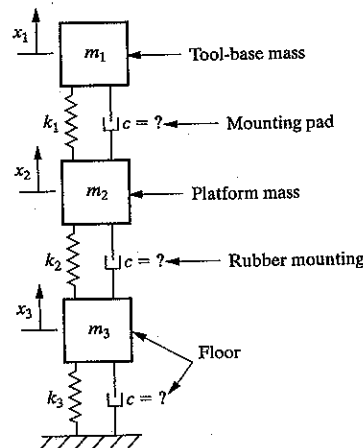 x1
m1
Tool-base mass
k1
c = ?
Mounting pad
x2
m2
Platform mass
k2
c = ?
Rubber mounting
x3
m3
Floor
k3
c = ?